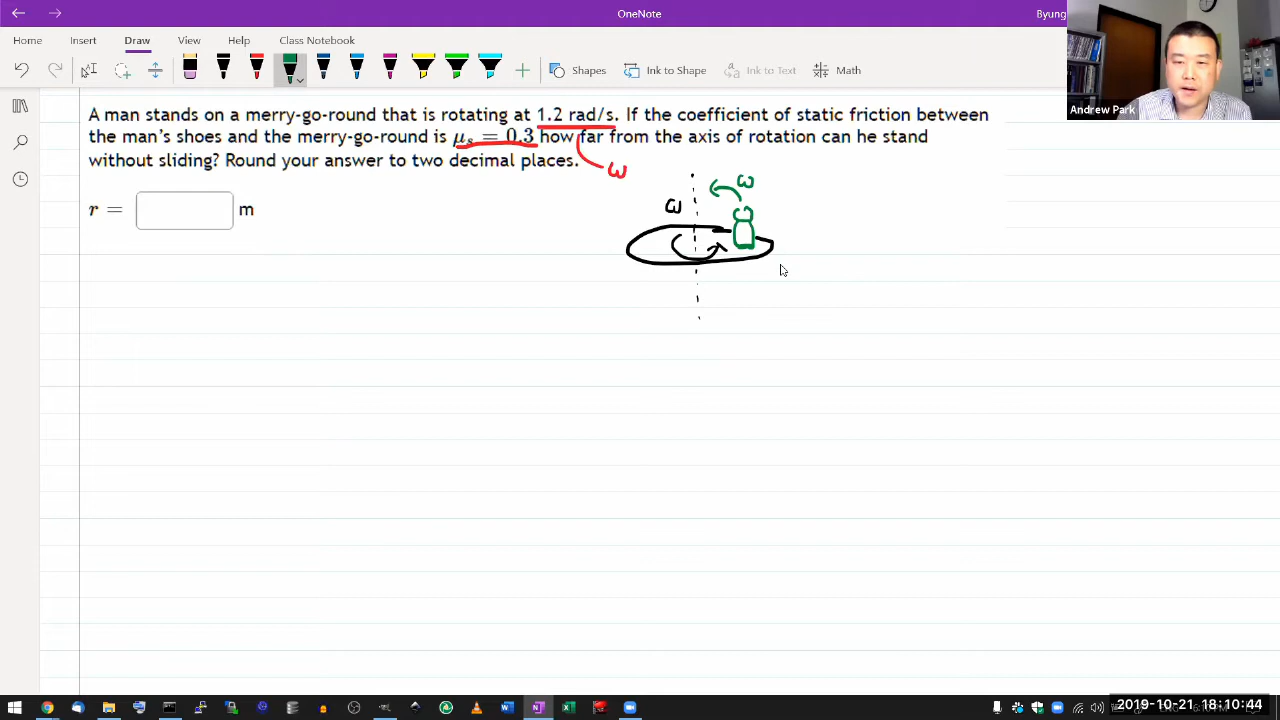 OneNote
Byung
Home Insert Draw View Help Class Notebook
Shapes Ink to Shape Ink to Text Math
Andrew Park
A man stands on a merry-go-round that is rotating at 1.2 rad/s. If the coefficient of static friction between
the man's shoes and the merry-go-round is μs = 0.3 how far from the axis of rotation can he stand
without sliding? Round your answer to two decimal places.
ω
ω
ω
r = m
2019-10-21 18:10:44